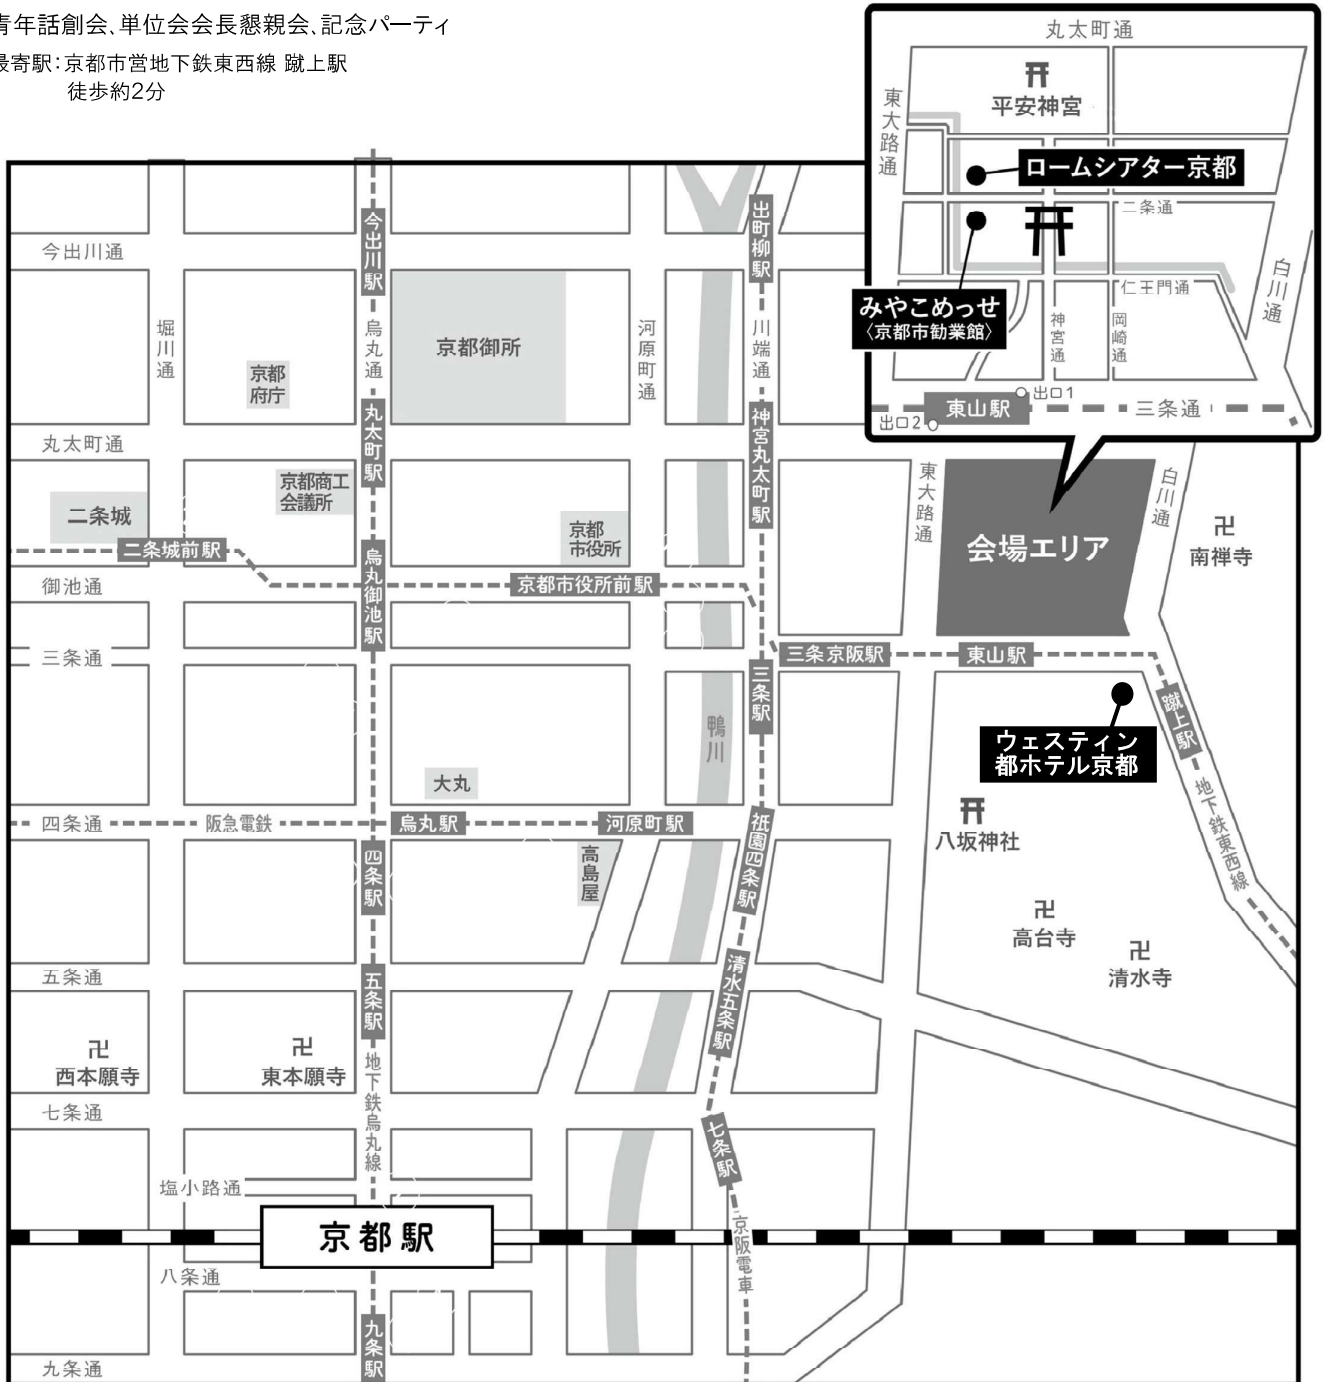 青年話創会、単位会会長懇親会、記念パーティ
最寄駅：京都市営地下鉄東西線 蹴上駅
徒歩約2分
丸太町通
平安神宮
東大路通
ロームシアター京都
二条通
みやこめっせ
〈京都市勧業館〉
仁王門通
白川通
神宮通
岡崎通
出口1
東山駅
三条通
出口2
今出川駅
出町柳駅
今出川通
堀川通
烏丸通
京都御所
河原町通
川端通
京都
府庁
丸太町駅
神宮丸太町駅
丸太町通
京都商工
会議所
二条城
京都
市役所
東大路通
白川通
会場エリア
南禅寺
二条城前駅
烏丸御池駅
京都市役所前駅
御池通
三条通
三条京阪駅
東山駅
三条駅
蹴上駅
鴨川
ウェスティン
都ホテル京都
大丸
地下鉄東西線
四条通
阪急電鉄
烏丸駅
河原町駅
祇園四条駅
八坂神社
四条駅
高島屋
高台寺
清水寺
五条通
五条駅
清水五条駅
西本願寺
東本願寺
地下鉄烏丸線
七条通
七条駅
塩小路通
京都駅
京阪電車
八条通
九条駅
九条通